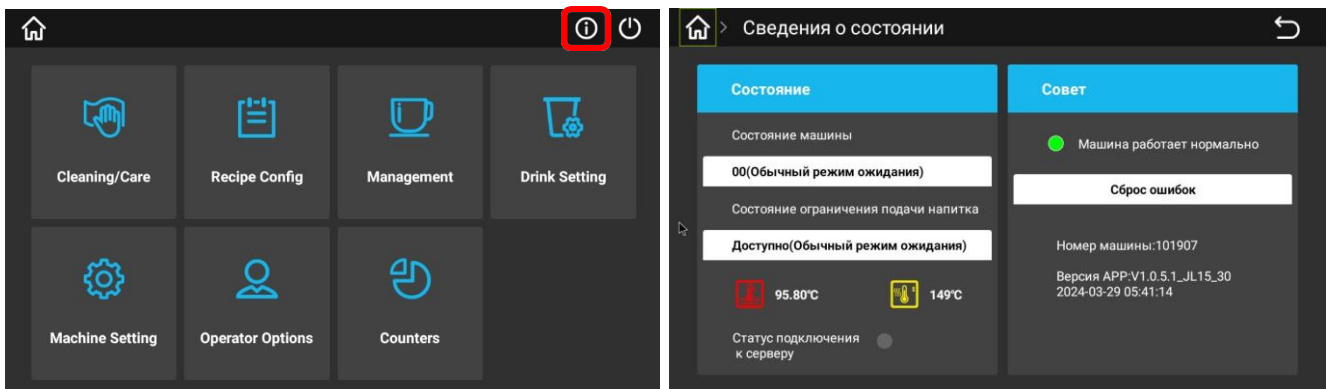 Cleaning/Care
Recipe Config
Management
Drink Setting
Machine Setting
Operator Options
Counters
Сведения о состоянии
Состояние
Состояние машины
00(Обычный режим ожидания)
Состояние ограничения подачи напитка
Доступно(Обычный режим ожидания)
95.80℃
149℃
Статус подключения
к серверу
Совет
Машина работает нормально
Сброс ошибок
Номер машины:101907
Версия APP:V1.0.5.1_JL15_30
2024-03-29 05:41:14